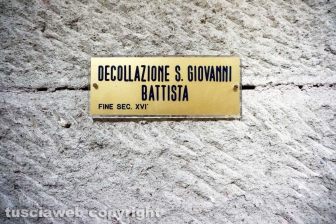 DECOLLAZIONE S. GIOVANNI
BATTISTA
FINE SEC. XVI°
tusciaweb copyright